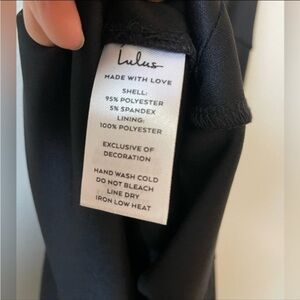 Lulus
MADE WITH LOVE
SHELL:
95% POLYESTER
5% SPANDEX
LINING:
100% POLYESTER
EXCLUSIVE OF
DECORATION
HAND WASH COLD
DO NOT BLEACH
LINE DRY
IRON LOW HEAT